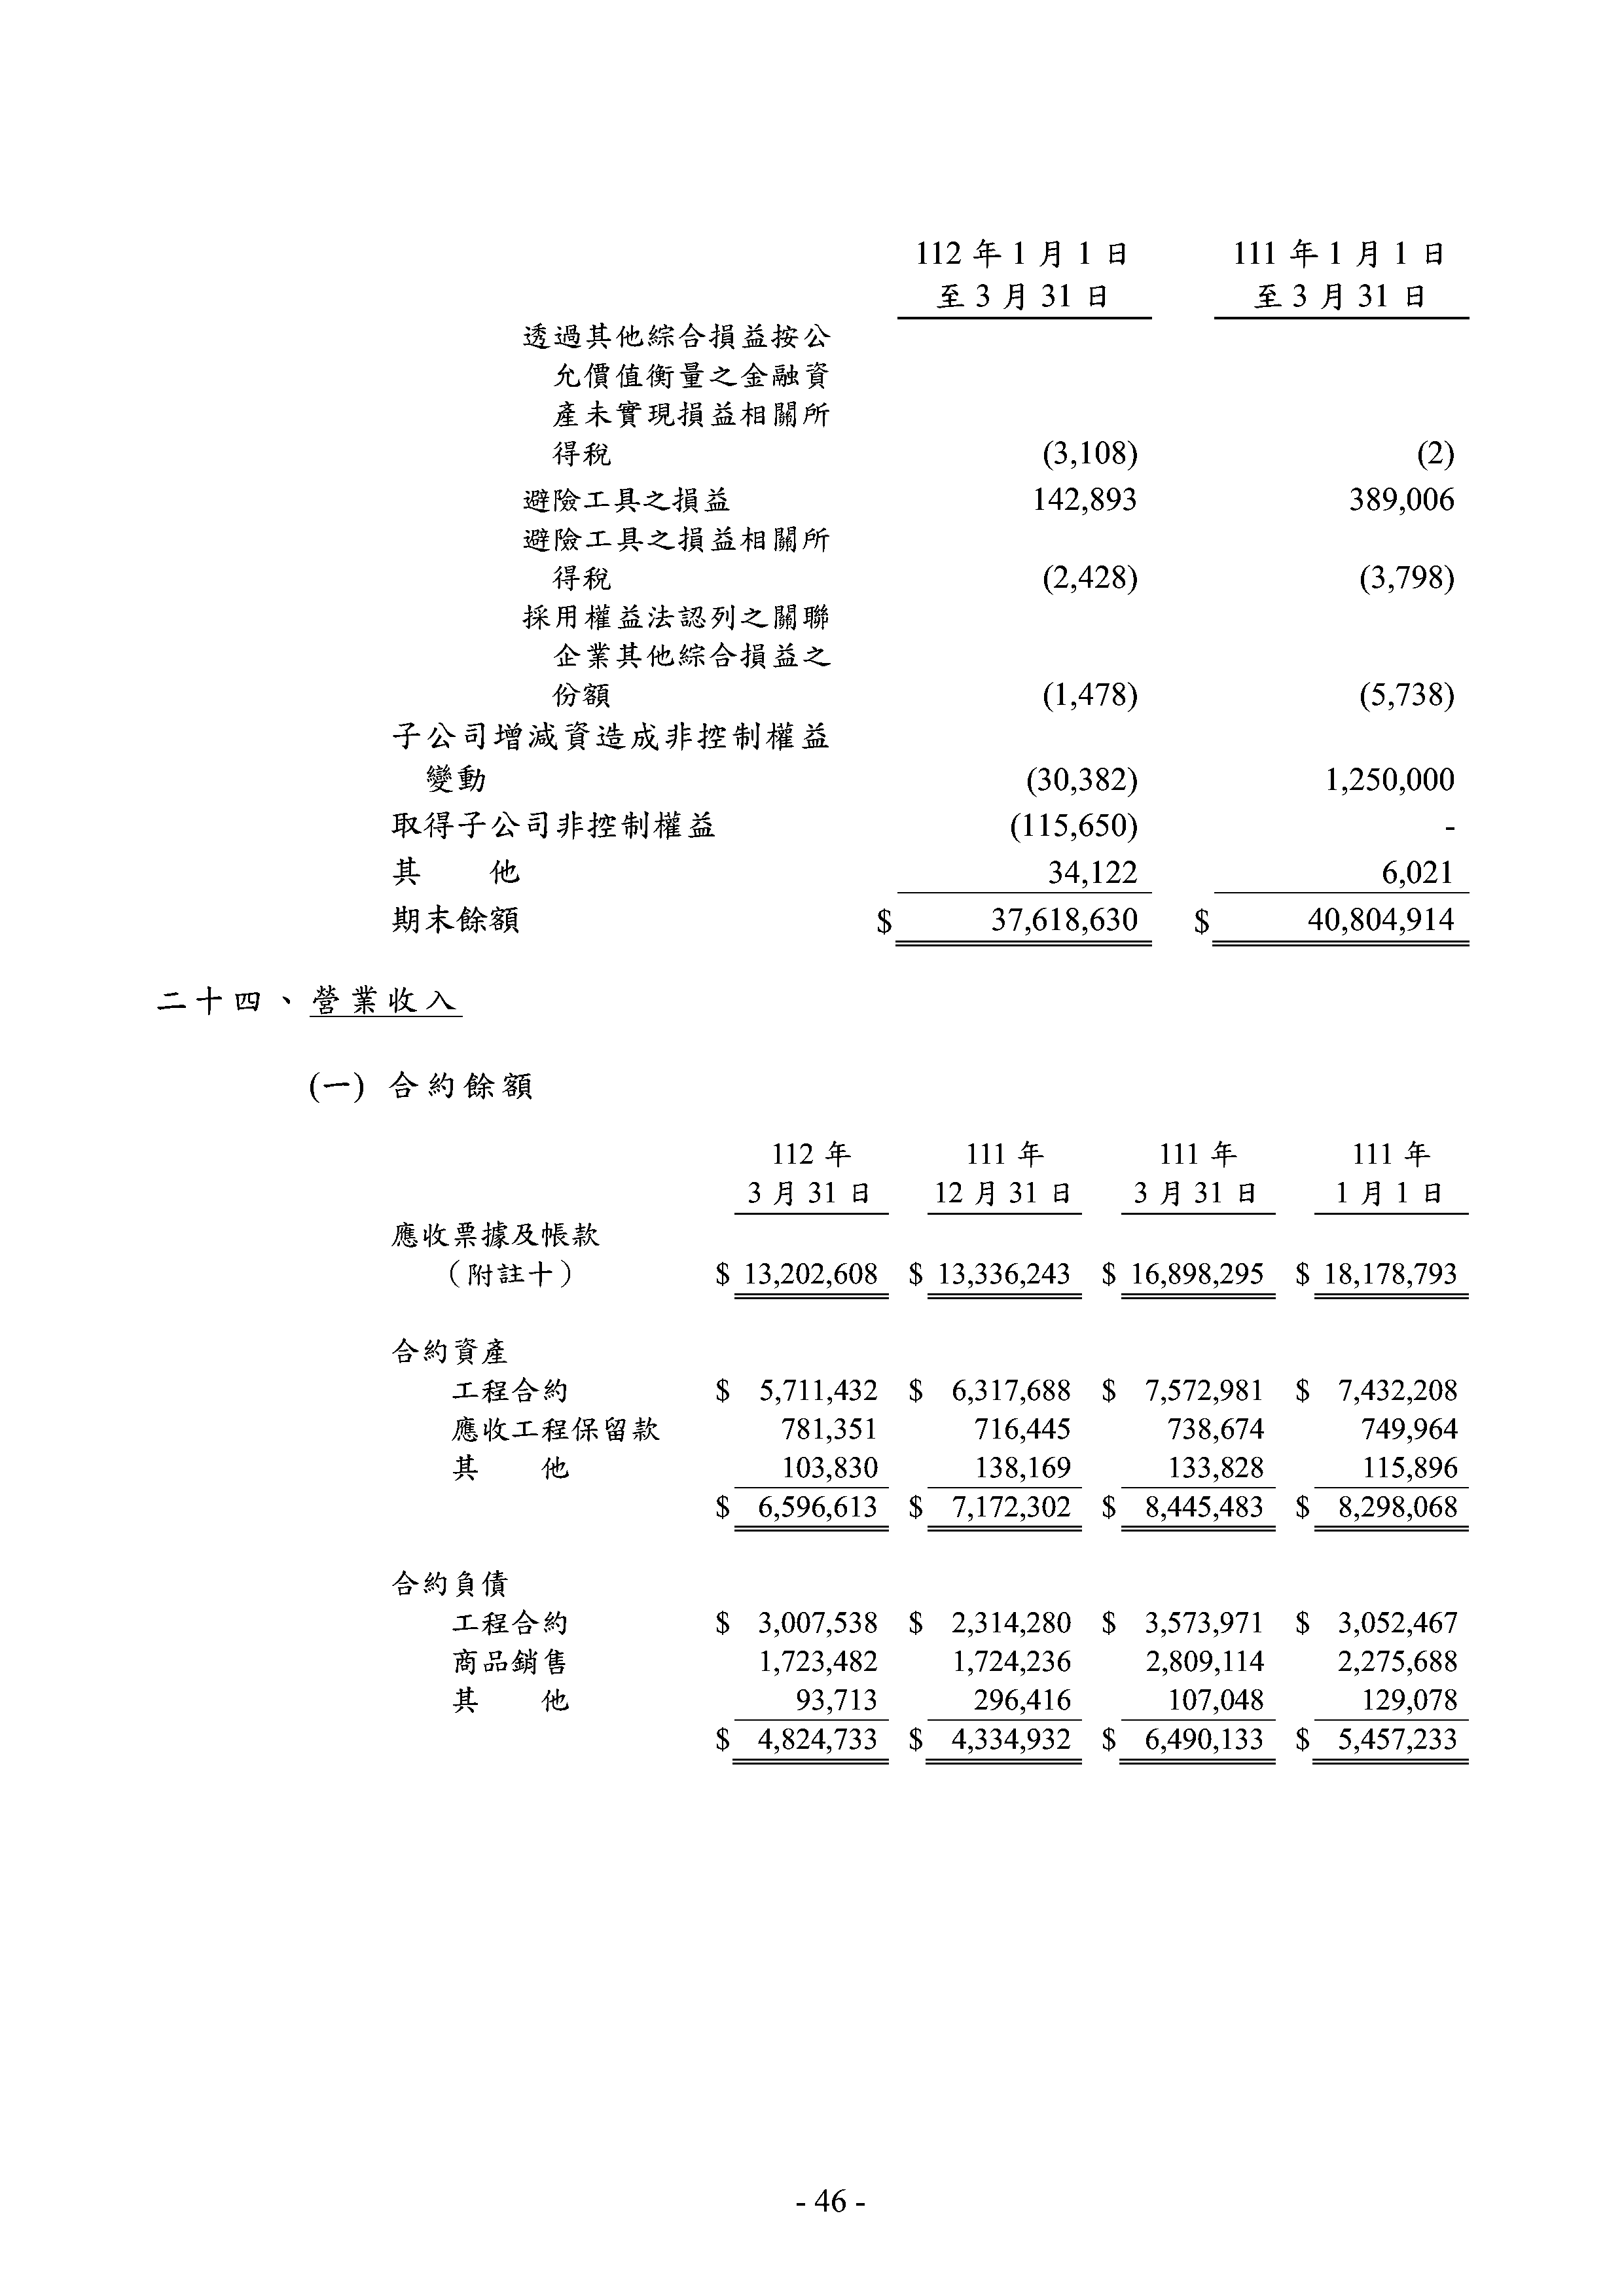 112 年 1 月 1 日 111 年 1 月 1 日
至 3 月 31 日 至 3 月 31 日
透過其他綜合損益按公
允價值衡量之金融資
產未實現損益相關所
得稅 (3,108) (2)
避險工具之損益 142,893 389,006
避險工具之損益相關所
得稅 (2,428) (3,798)
採用權益法認列之關聯
企業其他綜合損益之
份額 (1,478) (5,738)
子公司增減資造成非控制權益
變動 (30,382) 1,250,000
取得子公司非控制權益 (115,650) -
其 他 34,122 6,021
期末餘額 $ 37,618,630 $ 40,804,914
二十四、營業收入
(一) 合約餘額
112 年 111 年 111 年 111 年
3 月 31 日 12 月 31 日 3 月 31 日 1 月 1 日
應收票據及帳款
（附註十） $ 13,202,608 $ 13,336,243 $ 16,898,295 $ 18,178,793
合約資產
工程合約 $ 5,711,432 $ 6,317,688 $ 7,572,981 $ 7,432,208
應收工程保留款 781,351 716,445 738,674 749,964
其 他 103,830 138,169 133,828 115,896
$ 6,596,613 $ 7,172,302 $ 8,445,483 $ 8,298,068
合約負債
工程合約 $ 3,007,538 $ 2,314,280 $ 3,573,971 $ 3,052,467
商品銷售 1,723,482 1,724,236 2,809,114 2,275,688
其 他 93,713 296,416 107,048 129,078
$ 4,824,733 $ 4,334,932 $ 6,490,133 $ 5,457,233
- 46 -